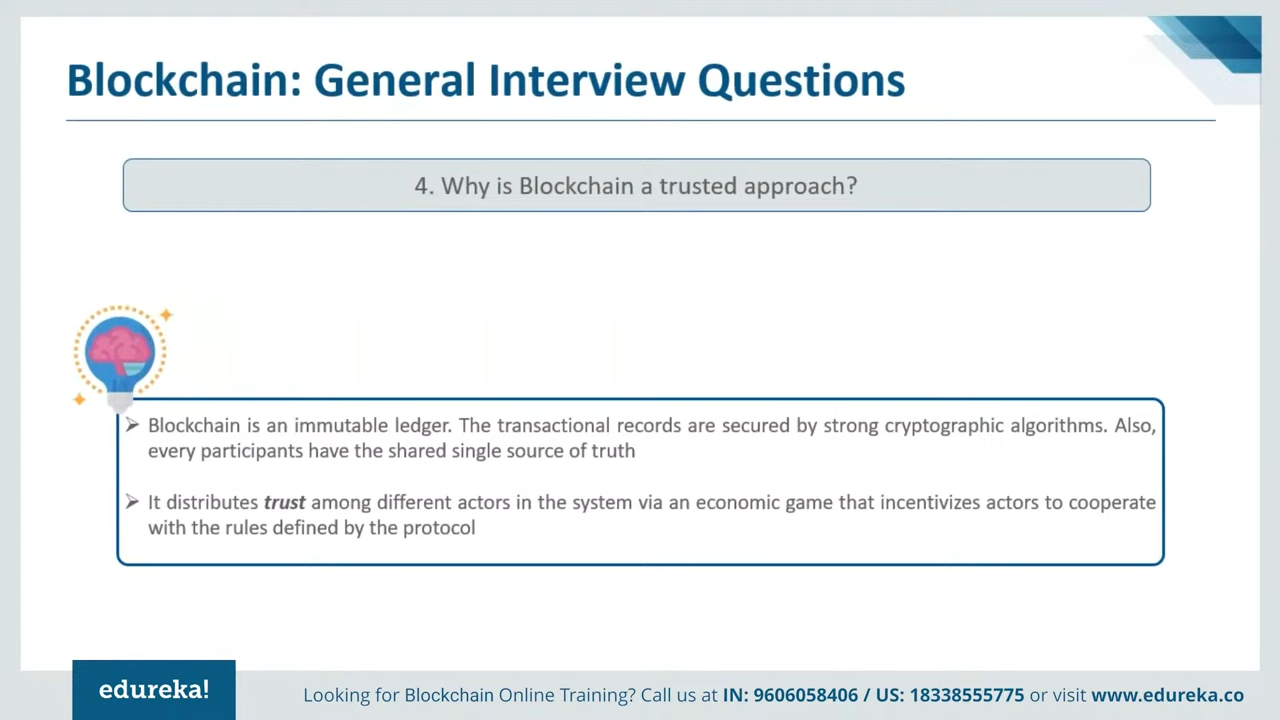 Blockchain: General Interview Questions
4. Why is Blockchain a trusted approach?
➢ Blockchain is an immutable ledger. The transactional records are secured by strong cryptographic algorithms. Also,
every participants have the shared single source of truth
➢ It distributes trust among different actors in the system via an economic game that incentivizes actors to cooperate
with the rules defined by the protocol
edureka!
Looking for Blockchain Online Training? Call us at IN: 9606058406 / US: 18338555775 or visit www.edureka.co